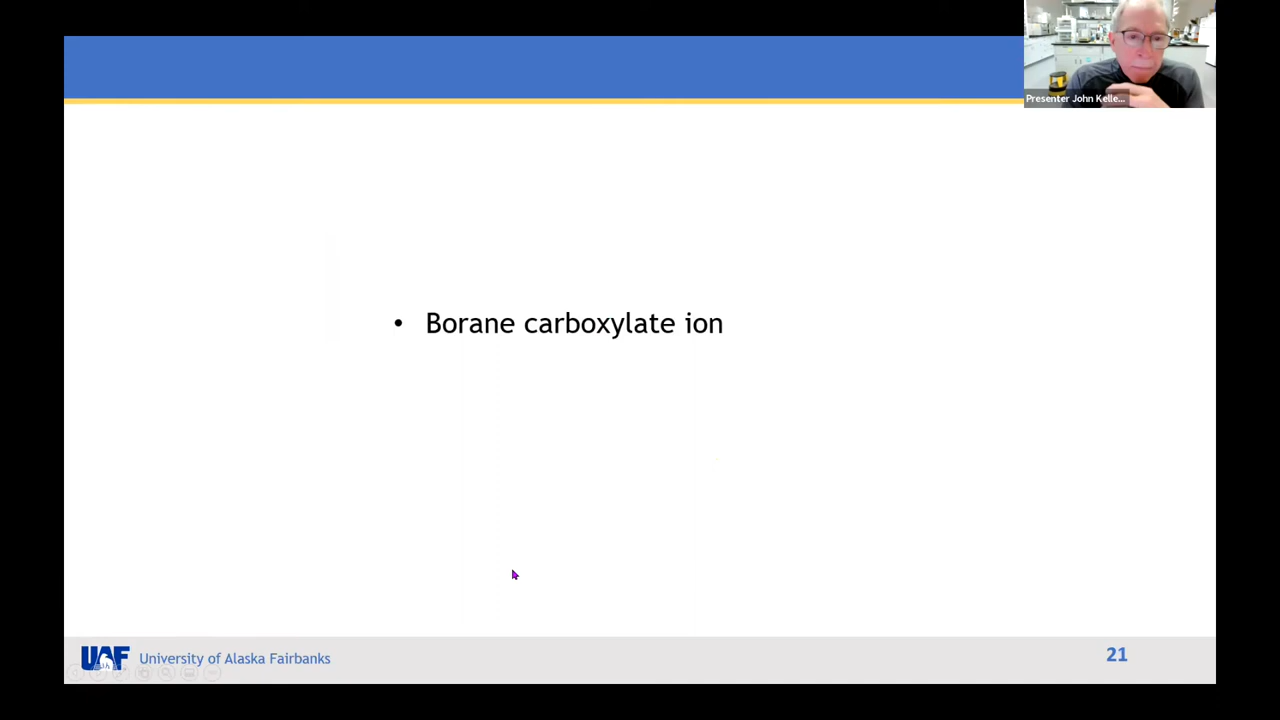 Presenter John Kelle...
• Borane carboxylate ion
UAF University of Alaska Fairbanks
21